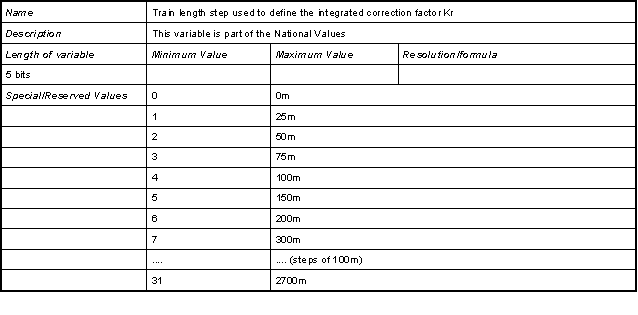 Name Train length step used to define the integrated correction factor Kr
Description This variable is part of the National Values
Length of variable Minimum Value Maximum Value Resolution/formula
5 bits
Special/Reserved Values 0 0m
1 25m
2 50m
3 75m
4 100m
5 150m
6 200m
7 300m
.... .... (steps of 100m)
31 2700m